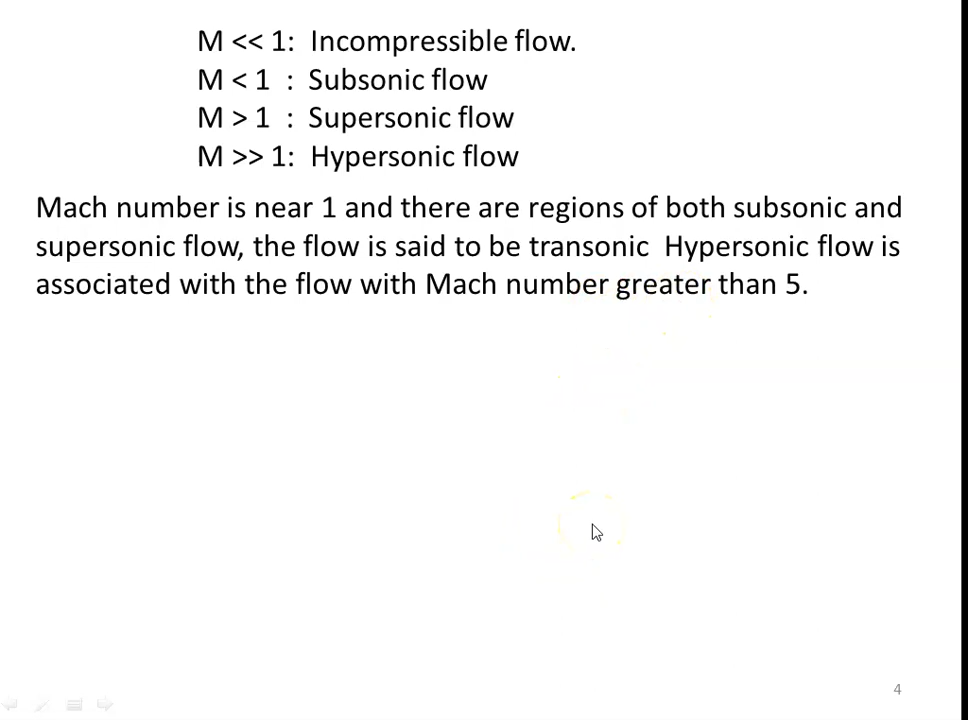 M << 1:  Incompressible flow.
M < 1  :  Subsonic flow
M > 1  :  Supersonic flow
M >> 1:  Hypersonic flow
Mach number is near 1 and there are regions of both subsonic and
supersonic flow, the flow is said to be transonic  Hypersonic flow is
associated with the flow with Mach number greater than 5.
4